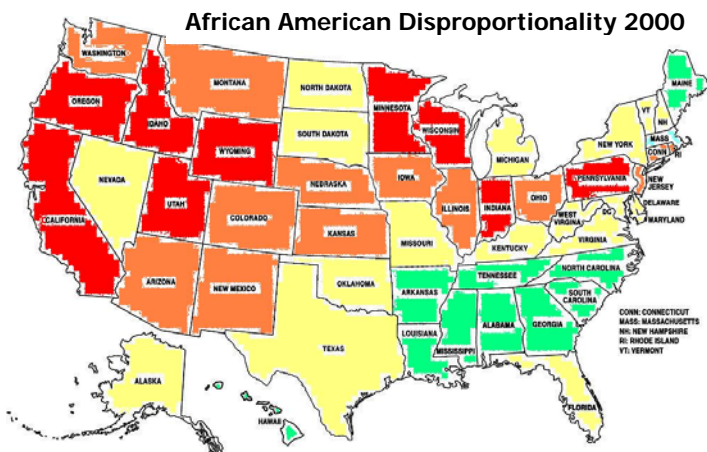 African American Disproportionality 2000
WASHINGTON
MONTANA
NORTH DAKOTA
MINNESOTA
MAINE
OREGON
IDAHO
WYOMING
SOUTH DAKOTA
WISCONSIN
MICHIGAN
NEW YORK
VT
NH
MASS
CONN
RI
NEVADA
UTAH
COLORADO
NEBRASKA
IOWA
ILLINOIS
INDIANA
OHIO
PENNSYLVANIA
NEW
JERSEY
DELAWARE
MARYLAND
DC
WEST
VIRGINIA
VIRGINIA
CALIFORNIA
KANSAS
MISSOURI
KENTUCKY
ARIZONA
NEW MEXICO
OKLAHOMA
ARKANSAS
TENNESSEE
NORTH CAROLINA
SOUTH
CAROLINA
TEXAS
LOUISIANA
MISSISSIPPI
ALABAMA
GEORGIA
FLORIDA
ALASKA
HAWAII
CONN: CONNECTICUT
MASS: MASSACHUSETTS
NH: NEW HAMPSHIRE
RI: RHODE ISLAND
VT: VERMONT